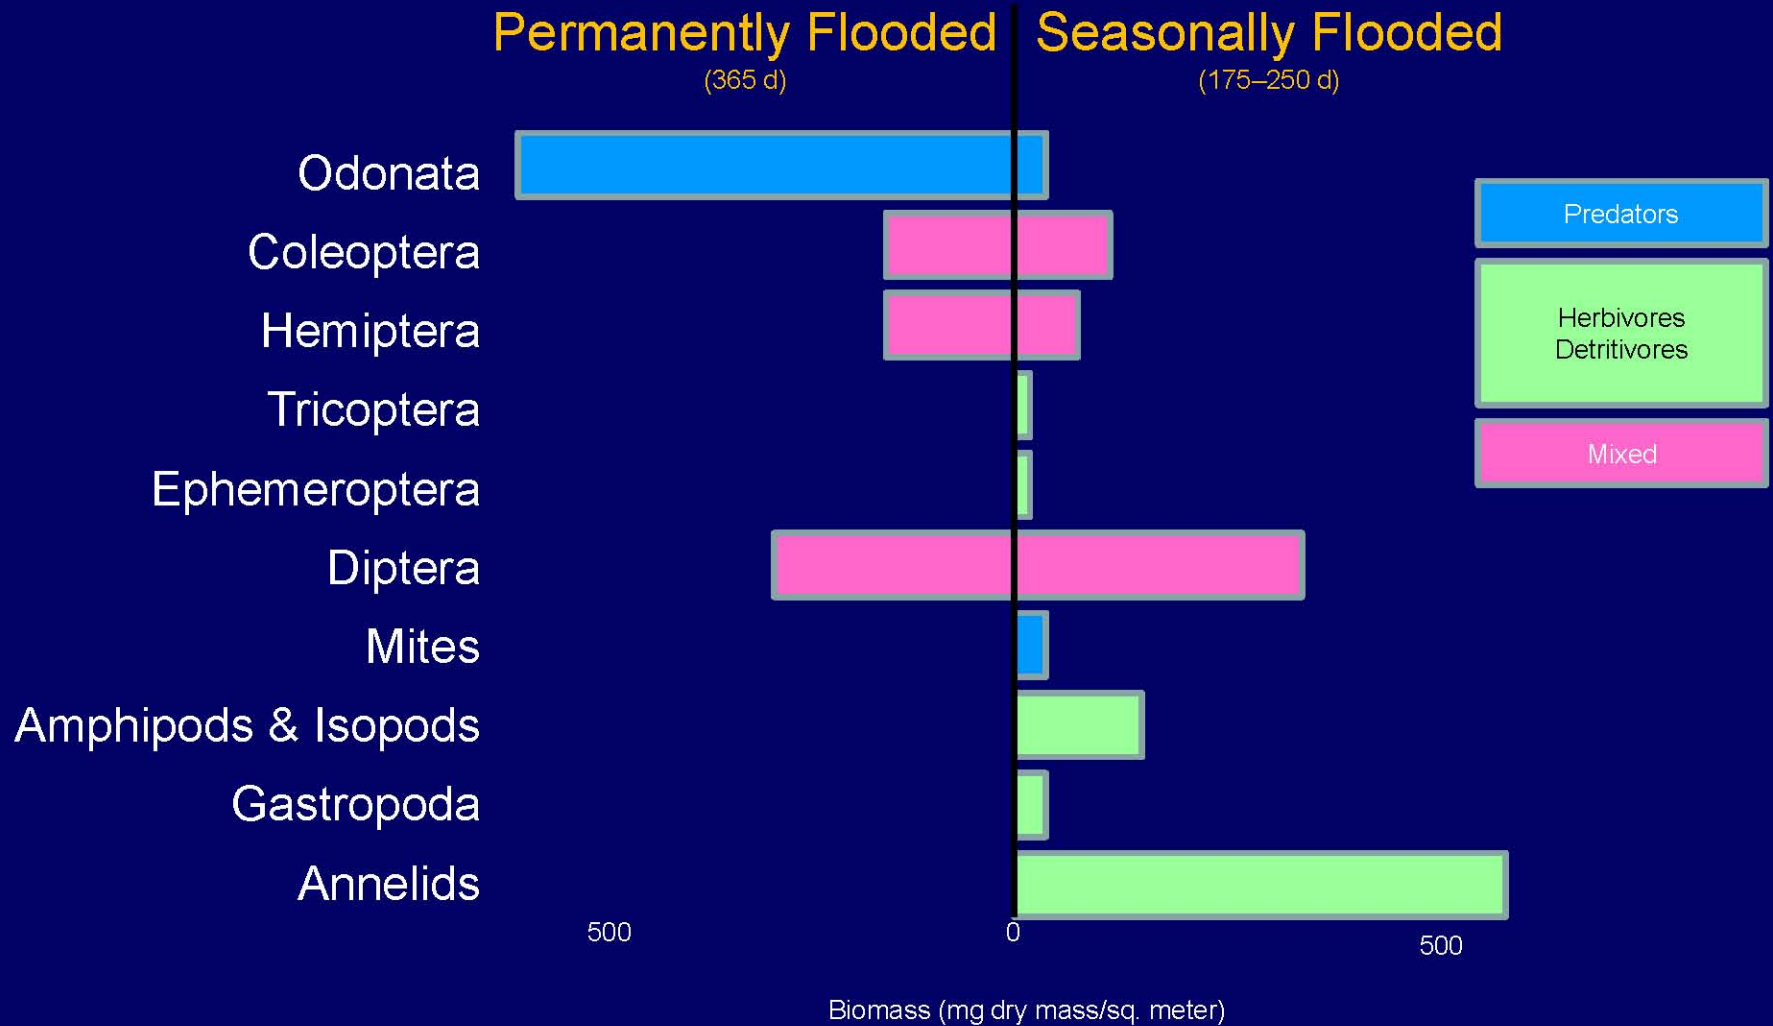 Permanently Flooded
(365 d)
Seasonally Flooded
(175–250 d)
Odonata
Coleoptera
Hemiptera
Tricoptera
Ephemeroptera
Diptera
Mites
Amphipods & Isopods
Gastropoda
Annelids
Predators
Herbivores
Detritivores
Mixed
500
0
500
Biomass (mg dry mass/sq. meter)